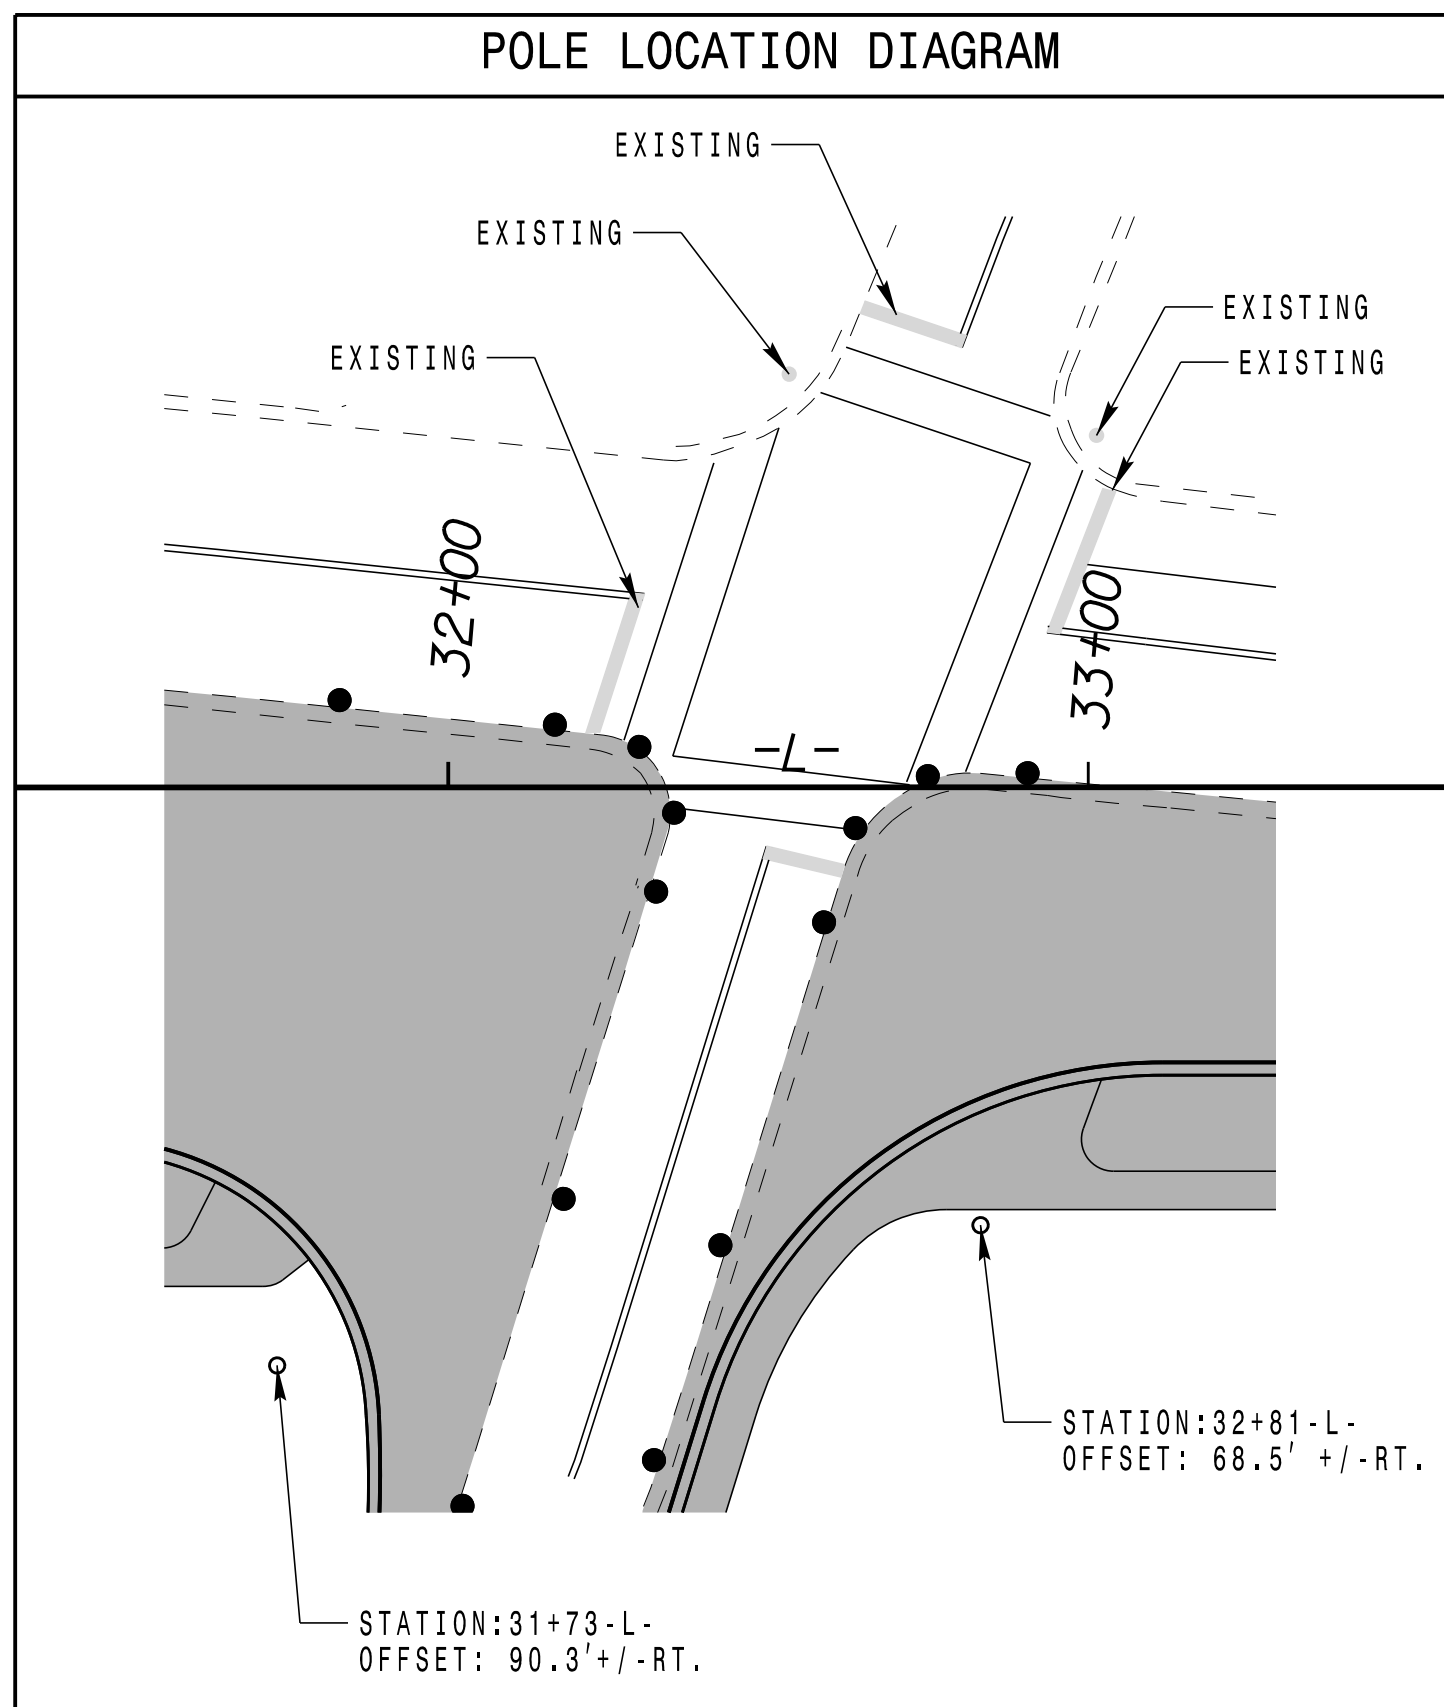 POLE LOCATION DIAGRAM
EXISTING
EXISTING
EXISTING
EXISTING
EXISTING
32+00
33+00
-L-
STATION:32+81-L-
OFFSET: 68.5' +/-RT.
STATION:31+73-L-
OFFSET: 90.3'+/-RT.